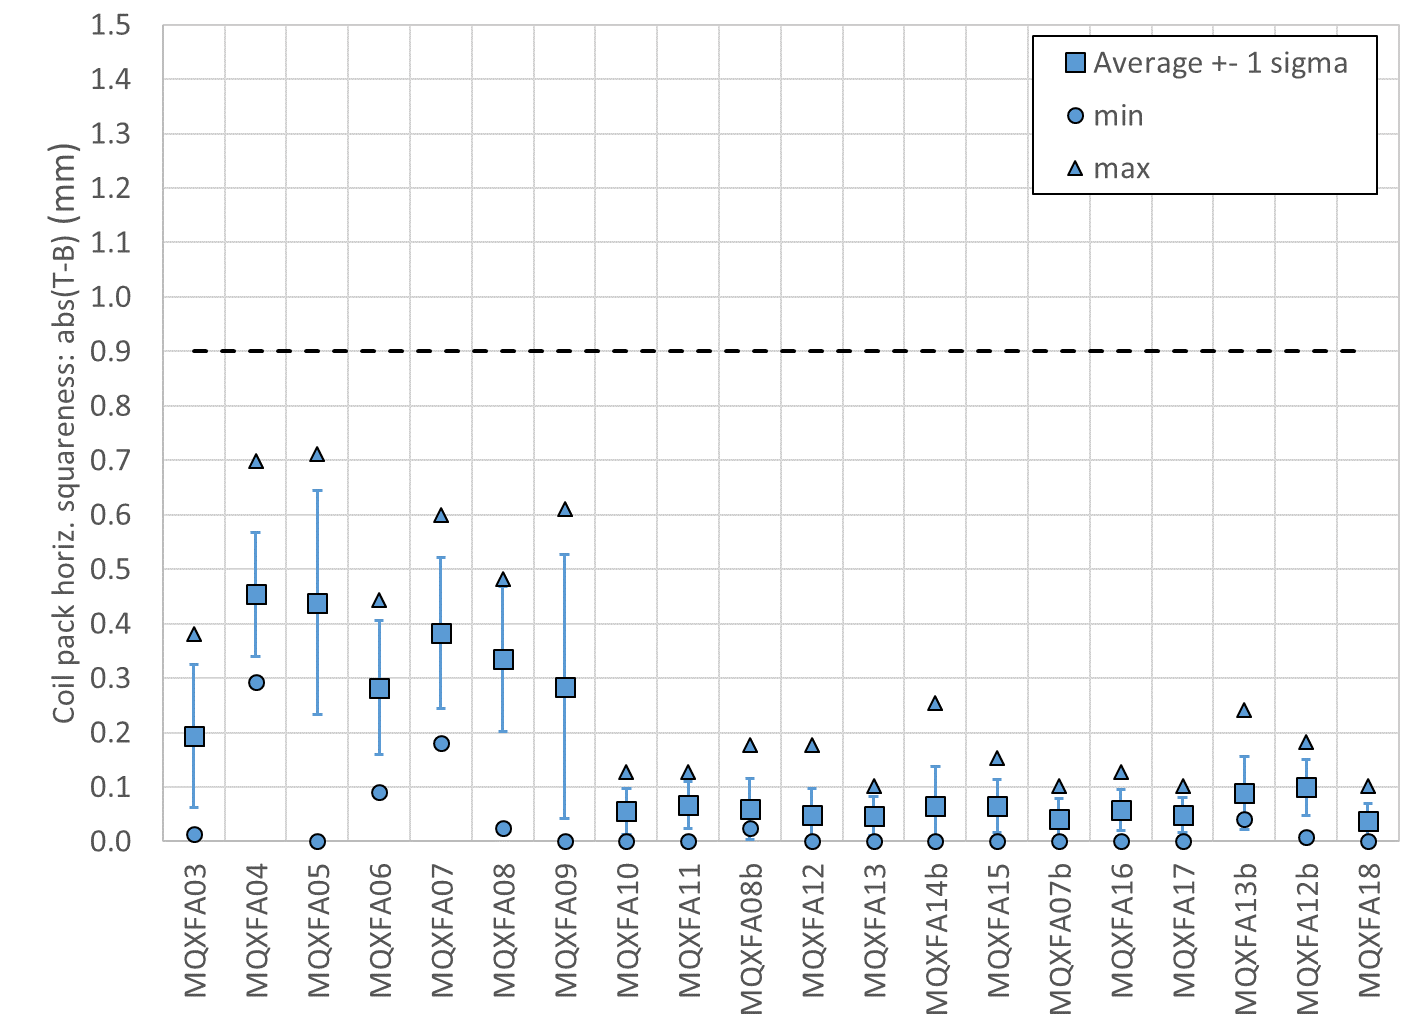 Coil pack horiz. squareness: abs(T-B) (mm)
1.5
1.4
1.3
1.2
1.1
1.0
0.9
0.8
0.7
0.6
0.5
0.4
0.3
0.2
0.1
0.0
Average +- 1 sigma
min
max
MQXFA03
MQXFA04
MQXFA05
MQXFA06
MQXFA07
MQXFA08
MQXFA09
MQXFA10
MQXFA11
MQXFA08b
MQXFA12
MQXFA13
MQXFA14b
MQXFA15
MQXFA07b
MQXFA16
MQXFA17
MQXFA13b
MQXFA12b
MQXFA18